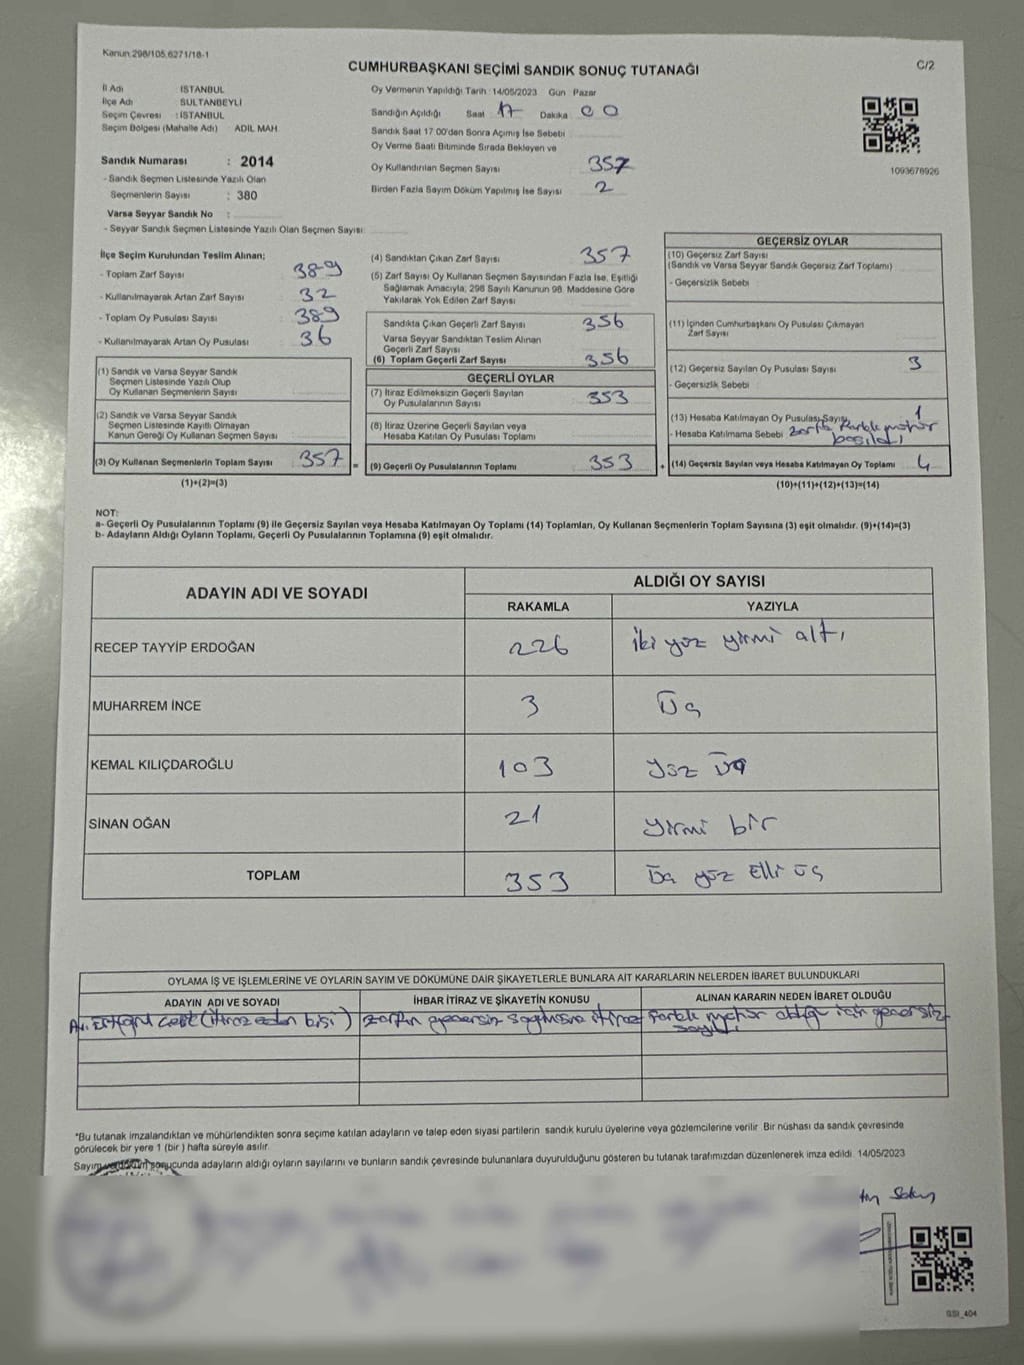 Kanun:298/105,6271/18-1
CUMHURBAŞKANI SEÇİMİ SANDIK SONUÇ TUTANAĞI
C/2
İl Adı İSTANBUL
İlçe Adı SULTANBEYLİ
Seçim Çevresi : İSTANBUL
Seçim Bölgesi (Mahalle Adı) ADİL MAH.
Sandık Numarası : 2014
- Sandık Seçmen Listesinde Yazılı Olan
Seçmenlerin Sayısı : 380
Varsa Seyyar Sandık No :
- Seyyar Sandık Seçmen Listesinde Yazılı Olan Seçmen Sayısı:
Oy Vermenin Yapıldığı Tarih : 14/05/2023 Gün Pazar
Sandığın Açıldığı Saat 17 Dakika 00
Sandık Saat 17.00'den Sonra Açımış İse Sebebi
Oy Verme Saati Bitiminde Sırada Bekleyen ve
Oy Kullandırılan Seçmen Sayısı 357
Birden Fazla Sayım Döküm Yapılmış İse Sayısı 2
1093676926
İlçe Seçim Kurulundan Teslim Alınan;
- Toplam Zarf Sayısı 389
- Kullanılmayarak Artan Zarf Sayısı 32
- Toplam Oy Pusulası Sayısı 389
- Kullanılmayarak Artan Oy Pusulası 36
(1) Sandık ve Varsa Seyyar Sandık
Seçmen Listesinde Yazılı Olup
Oy Kullanan Seçmenlerin Sayısı
(2) Sandık ve Varsa Seyyar Sandık
Seçmen Listesinde Kayıtlı Olmayan
Kanun Gereği Oy Kullanan Seçmen Sayısı
(3) Oy Kullanan Seçmenlerin Toplam Sayısı 357 =
(1)+(2)=(3)
(4) Sandıktan Çıkan Zarf Sayısı 357
(5) Zarf Sayısı Oy Kullanan Seçmen Sayısından Fazla İse, Eşitliği
Sağlamak Amacıyla, 298 Sayılı Kanunun 98. Maddesine Göre
Yakılarak Yok Edilen Zarf Sayısı
Sandıkta Çıkan Geçerli Zarf Sayısı 356
Varsa Seyyar Sandıktan Teslim Alınan
Geçerli Zarf Sayısı
(6) Toplam Geçerli Zarf Sayısı 356
GEÇERLİ OYLAR
(7) İtiraz Edilmeksizin Geçerli Sayılan
Oy Pusulalarının Sayısı 353
(8) İtiraz Üzerine Geçerli Sayılan veya
Hesaba Katılan Oy Pusulası Toplamı
(9) Geçerli Oy Pusulalarının Toplamı 353 +
GEÇERSİZ OYLAR
(10) Geçersiz Zarf Sayısı
(Sandık ve Varsa Seyyar Sandık Geçersiz Zarf Toplamı)
- Geçersizlik Sebebi
(11) İçinden Cumhurbaşkanı Oy Pusulası Çıkmayan
Zarf Sayısı
(12) Geçersiz Sayılan Oy Pusulası Sayısı 3
- Geçersizlik Sebebi
(13) Hesaba Katılmayan Oy Pusulası Sayısı 1
- Hesaba Katılmama Sebebi zarfta farklı mühür
basıldı
(14) Geçersiz Sayılan veya Hesaba Katılmayan Oy Toplamı 4
(10)+(11)+(12)+(13)=(14)
NOT:
a- Geçerli Oy Pusulalarının Toplamı (9) ile Geçersiz Sayılan veya Hesaba Katılmayan Oy Toplamı (14) Toplamları, Oy Kullanan Seçmenlerin Toplam Sayısına (3) eşit olmalıdır. (9)+(14)=(3)
b- Adayların Aldığı Oyların Toplamı, Geçerli Oy Pusulalarının Toplamına (9) eşit olmalıdır.
ADAYIN ADI VE SOYADI ALDIĞI OY SAYISI
RAKAMLA YAZIYLA
RECEP TAYYİP ERDOĞAN 226 iki yüz yirmi altı
MUHARREM İNCE 3 Üç
KEMAL KILIÇDAROĞLU 103 yüz üç
SİNAN OĞAN 21 yirmi bir
TOPLAM 353 Üç yüz Elli üç
OYLAMA İŞ VE İŞLEMLERİNE VE OYLARIN SAYIM VE DÖKÜMÜNE DAİR ŞİKAYETLERLE BUNLARA AİT KARARLARIN NELERDEN İBARET BULUNDUKLARI
ADAYIN ADI VE SOYADI İHBAR İTİRAZ VE ŞİKAYETİN KONUSU ALINAN KARARIN NEDEN İBARET OLDUĞU
Av. (itiraz eden kişi) zarfın geçersiz sayılmasına itiraz farklı mühür olduğu için geçersiz
sayıldı
*Bu tutanak imzalandıktan ve mühürlendikten sonra seçime katılan adayların ve talep eden siyasi partilerin sandık kurulu üyelerine veya gözlemcilerine verilir. Bir nüshası da sandık çevresinde
görülecek bir yere 1 (bir ) hafta süreyle asılır.
Sayım sonucunda adayların aldığı oyların sayılarını ve bunların sandık çevresinde bulunanlara duyurulduğunu gösteren bu tutanak tarafımızdan düzenlenerek imza edildi. 14/05/2023
GSI_404